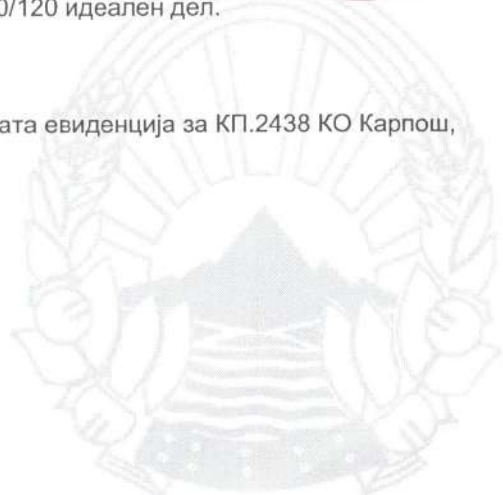 0/120 идеален дел.
ата евиденција за КП.2438 КО Карпош,